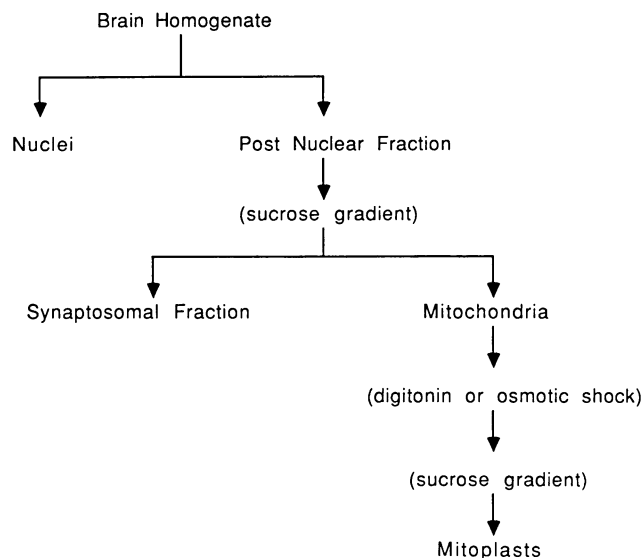 Brain Homogenate
Nuclei
Post Nuclear Fraction
(sucrose gradient)
Synaptosomal Fraction
Mitochondria
(digitonin or osmotic shock)
(sucrose gradient)
Mitoplasts